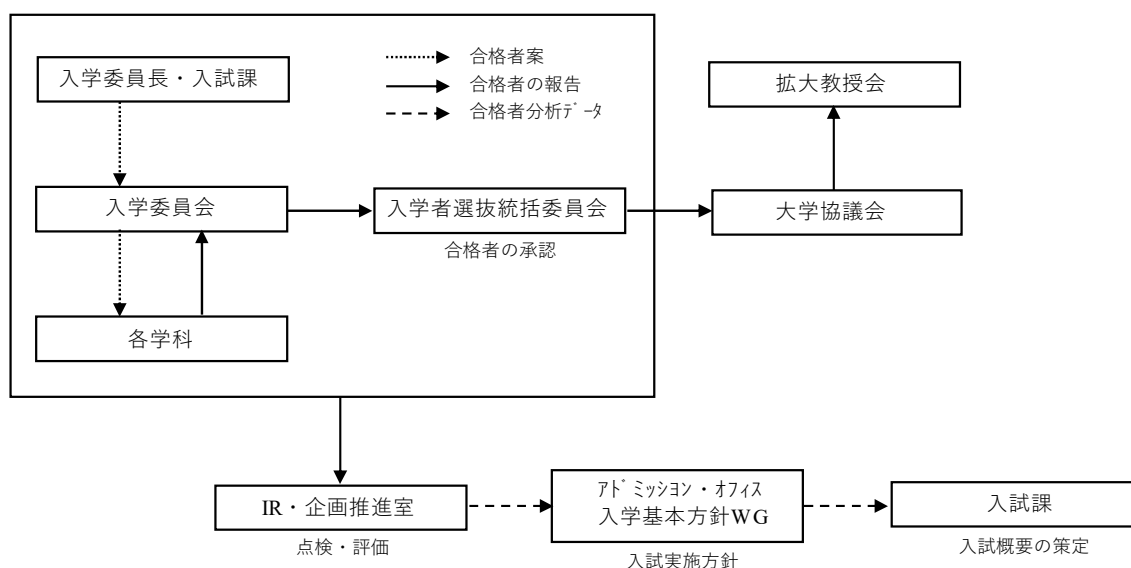 入学委員長・入試課
合格者案
合格者の報告
合格者分析ﾃﾞｰﾀ
拡大教授会
入学委員会
入学者選抜統括委員会
合格者の承認
大学協議会
各学科
IR・企画推進室
点検・評価
ｱﾄﾞﾐｯｼｮﾝ・ｵﾌｨｽ
入学基本方針WG
入試実施方針
入試課
入試概要の策定